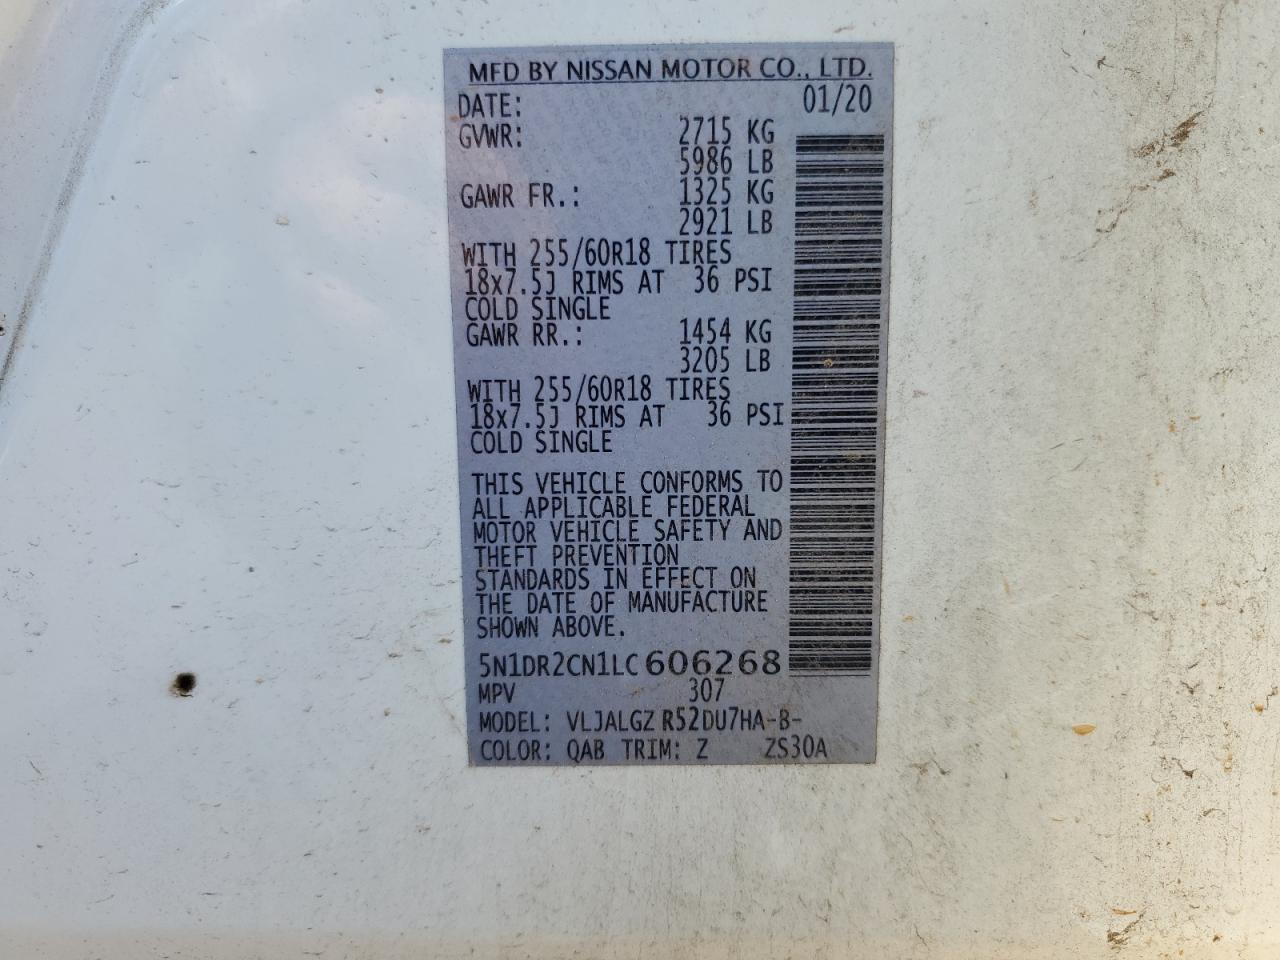 MFD BY NISSAN MOTOR CO., LTD.
DATE: 01/20
GVWR: 2715 KG
5986 LB
GAWR FR.: 1325 KG
2921 LB
WITH 255/60R18 TIRES
18x7.5J RIMS AT 36 PSI
COLD SINGLE
GAWR RR.: 1454 KG
3205 LB
WITH 255/60R18 TIRES
18x7.5J RIMS AT 36 PSI
COLD SINGLE
THIS VEHICLE CONFORMS TO
ALL APPLICABLE FEDERAL
MOTOR VEHICLE SAFETY AND
THEFT PREVENTION
STANDARDS IN EFFECT ON
THE DATE OF MANUFACTURE
SHOWN ABOVE.
5N1DR2CN1LC606268
MPV 307
MODEL: VLJALGZ R52DU7HA-B-
COLOR: QAB TRIM: Z ZS30A